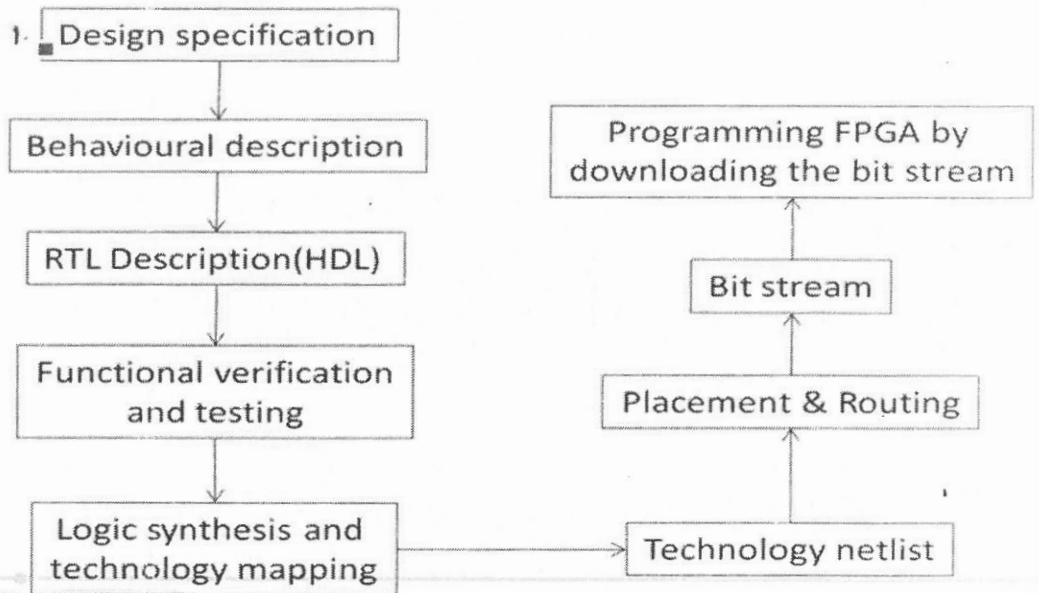 1. Design specification
Behavioural description
RTL Description(HDL)
Functional verification
and testing
Logic synthesis and
technology mapping
Technology netlist
Placement & Routing
Bit stream
Programming FPGA by
downloading the bit stream